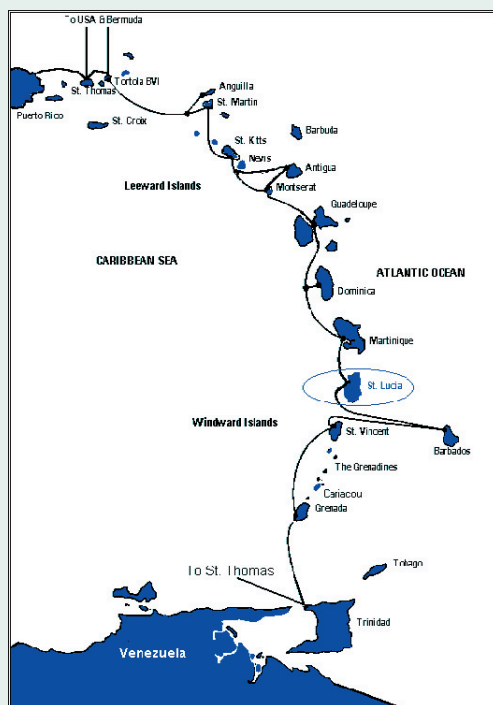 To USA & Bermuda
Tortola BVI
St. Thomas
Anguilla
St. Martin
Puerto Rico
St. Croix
Barbuda
St. Kitts
Nevis
Antigua
Leeward Islands
Montserat
Guadeloupe
CARIBBEAN SEA
ATLANTIC OCEAN
Dominica
Martinique
St. Lucia
Windward Islands
St. Vincent
Barbados
The Grenadines
Cariacou
Grenada
To St. Thomas
Tobago
Trinidad
Venezuela